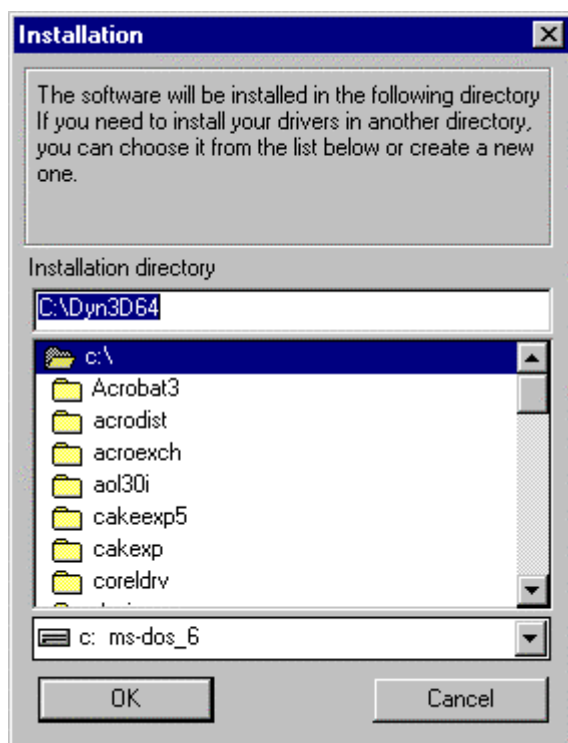 Installation
The software will be installed in the following directory
If you need to install your drivers in another directory,
you can choose it from the list below or create a new
one.
Installation directory
C:\Dyn3D64
c:\
Acrobat3
acrodist
acroexch
aol30i
cakeexp5
cakexp
coreldrv
c: ms-dos_6
OK
Cancel